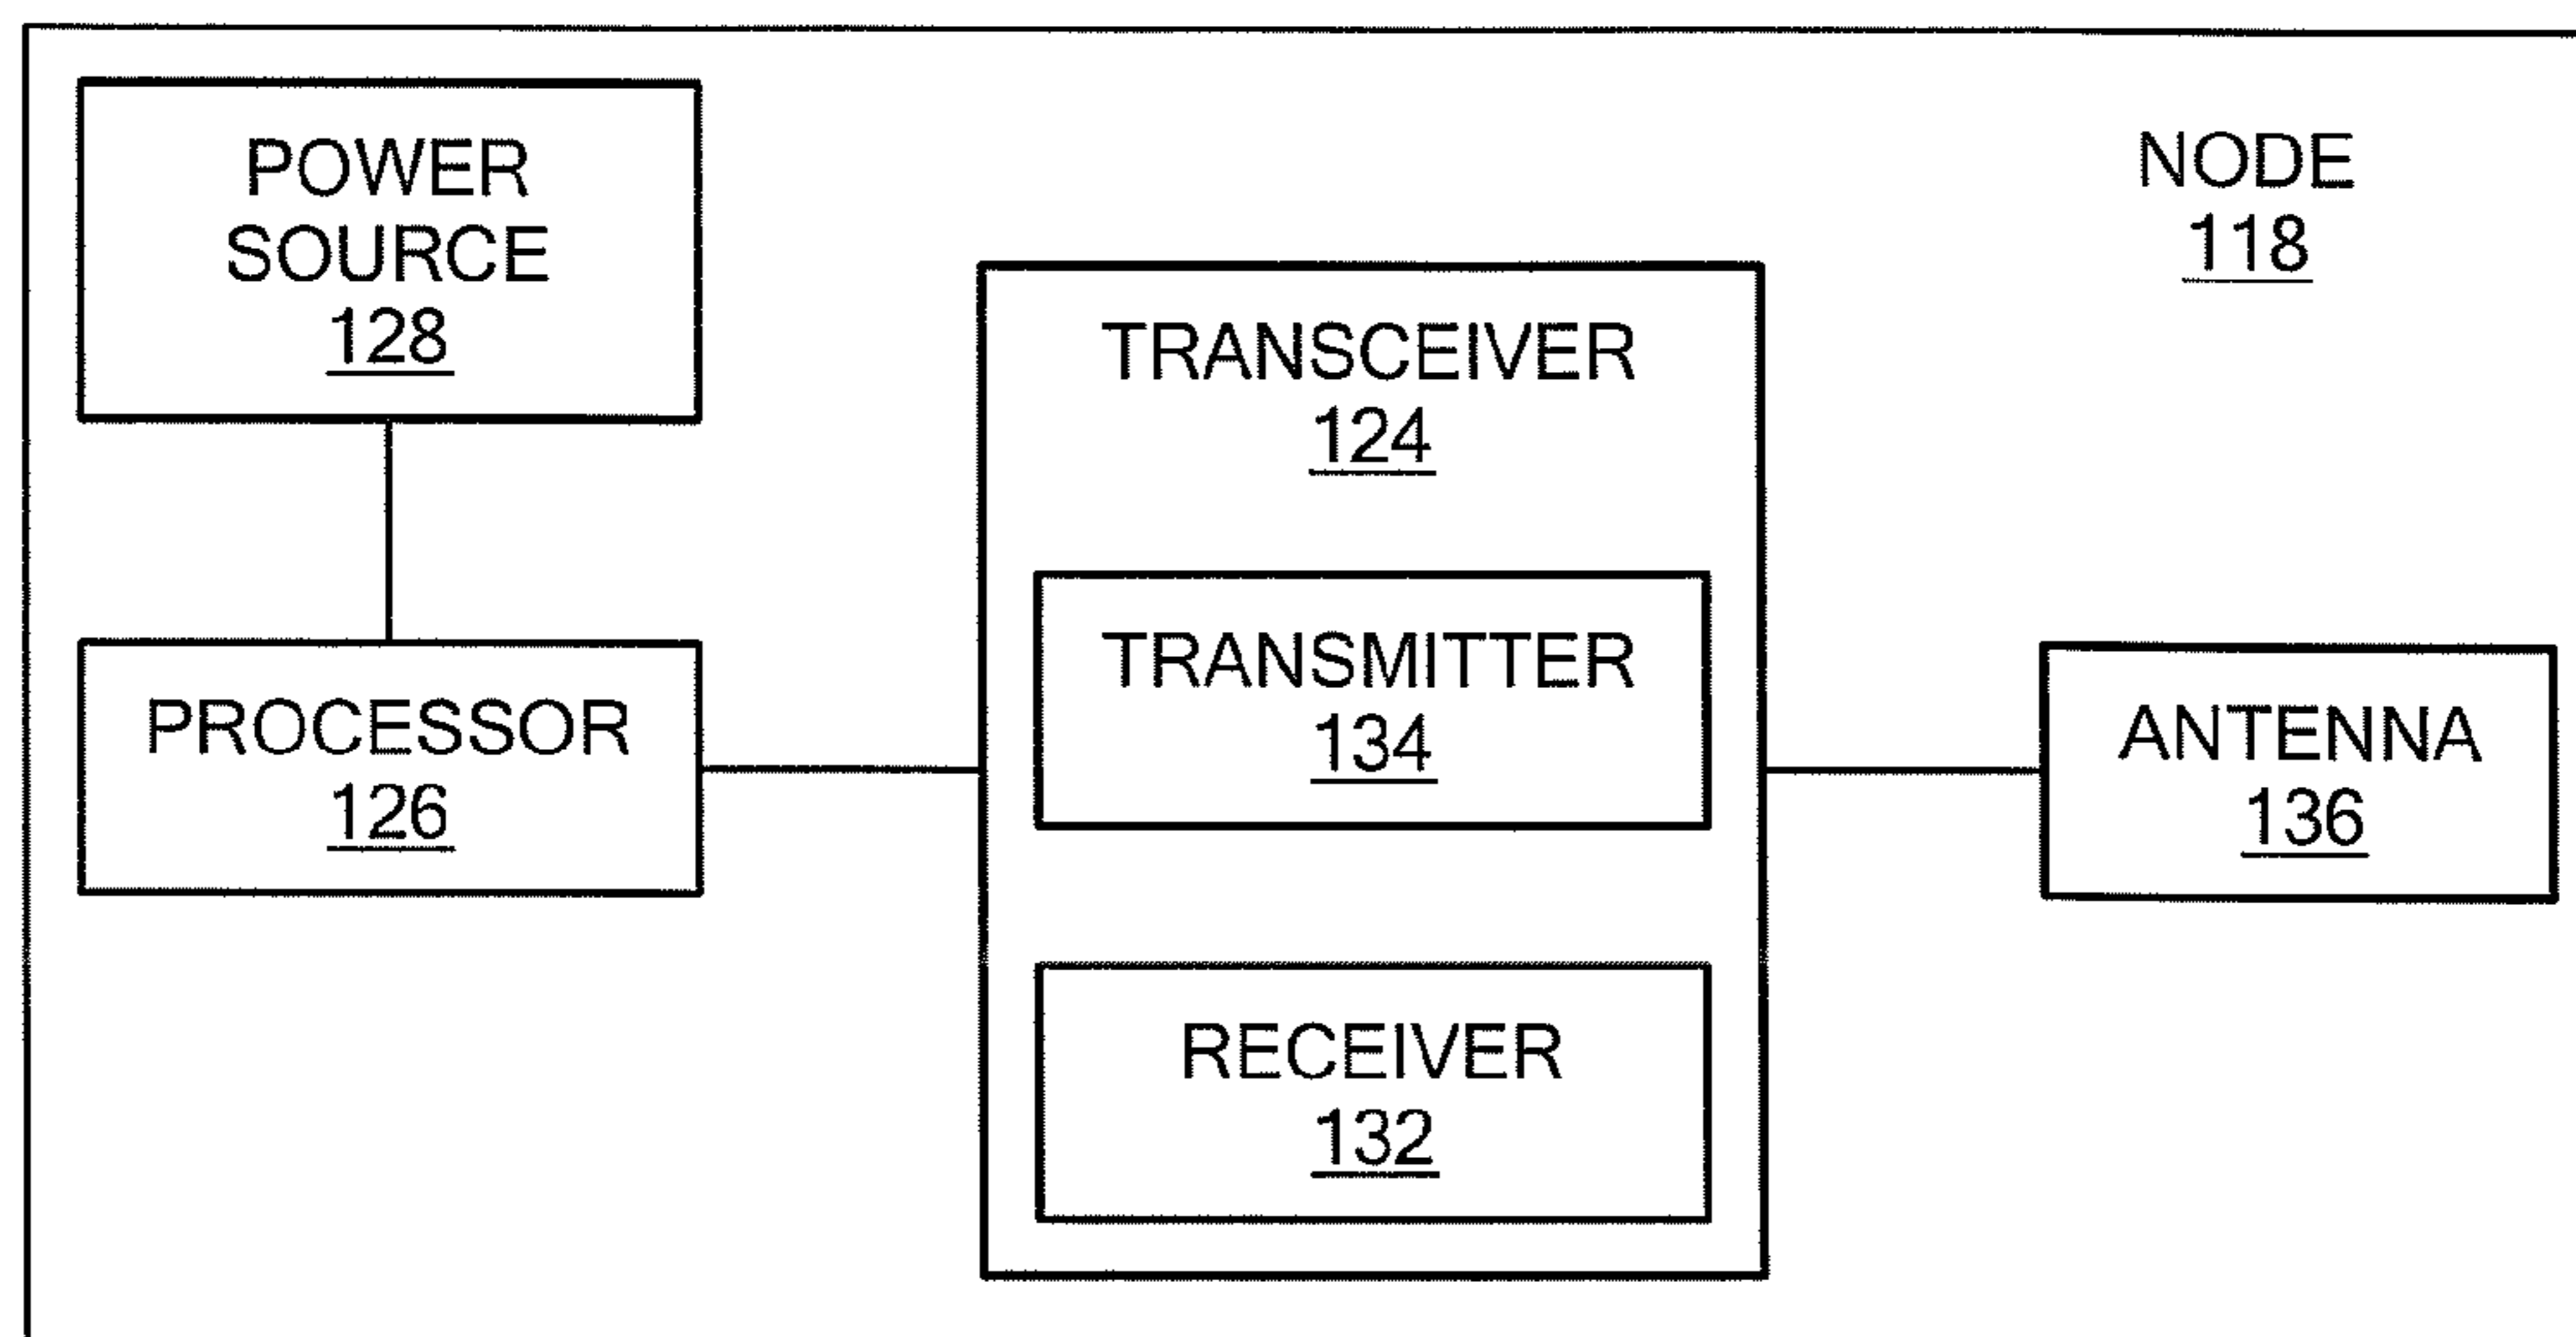 POWER
SOURCE
128
NODE
118
TRANSCEIVER
124
TRANSMITTER
134
PROCESSOR
126
ANTENNA
136
RECEIVER
132